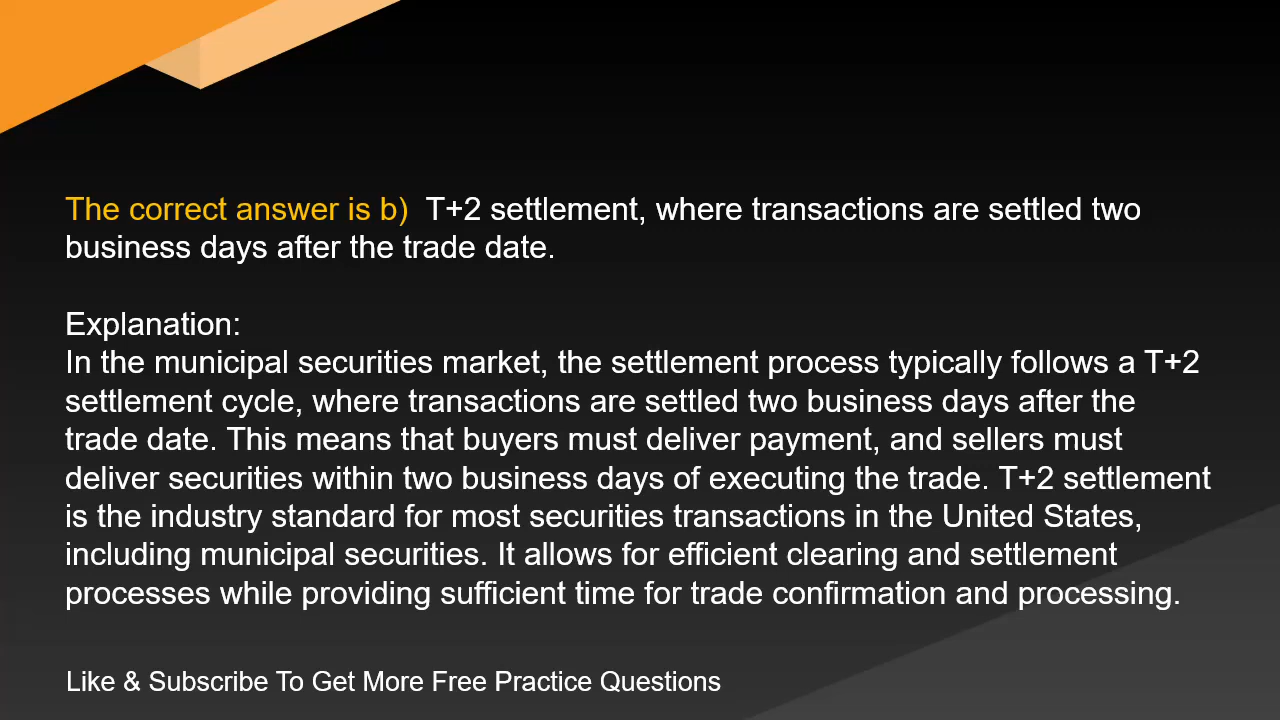 The correct answer is b)  T+2 settlement, where transactions are settled two
business days after the trade date.
Explanation:
In the municipal securities market, the settlement process typically follows a T+2
settlement cycle, where transactions are settled two business days after the
trade date. This means that buyers must deliver payment, and sellers must
deliver securities within two business days of executing the trade. T+2 settlement
is the industry standard for most securities transactions in the United States,
including municipal securities. It allows for efficient clearing and settlement
processes while providing sufficient time for trade confirmation and processing.
Like & Subscribe To Get More Free Practice Questions